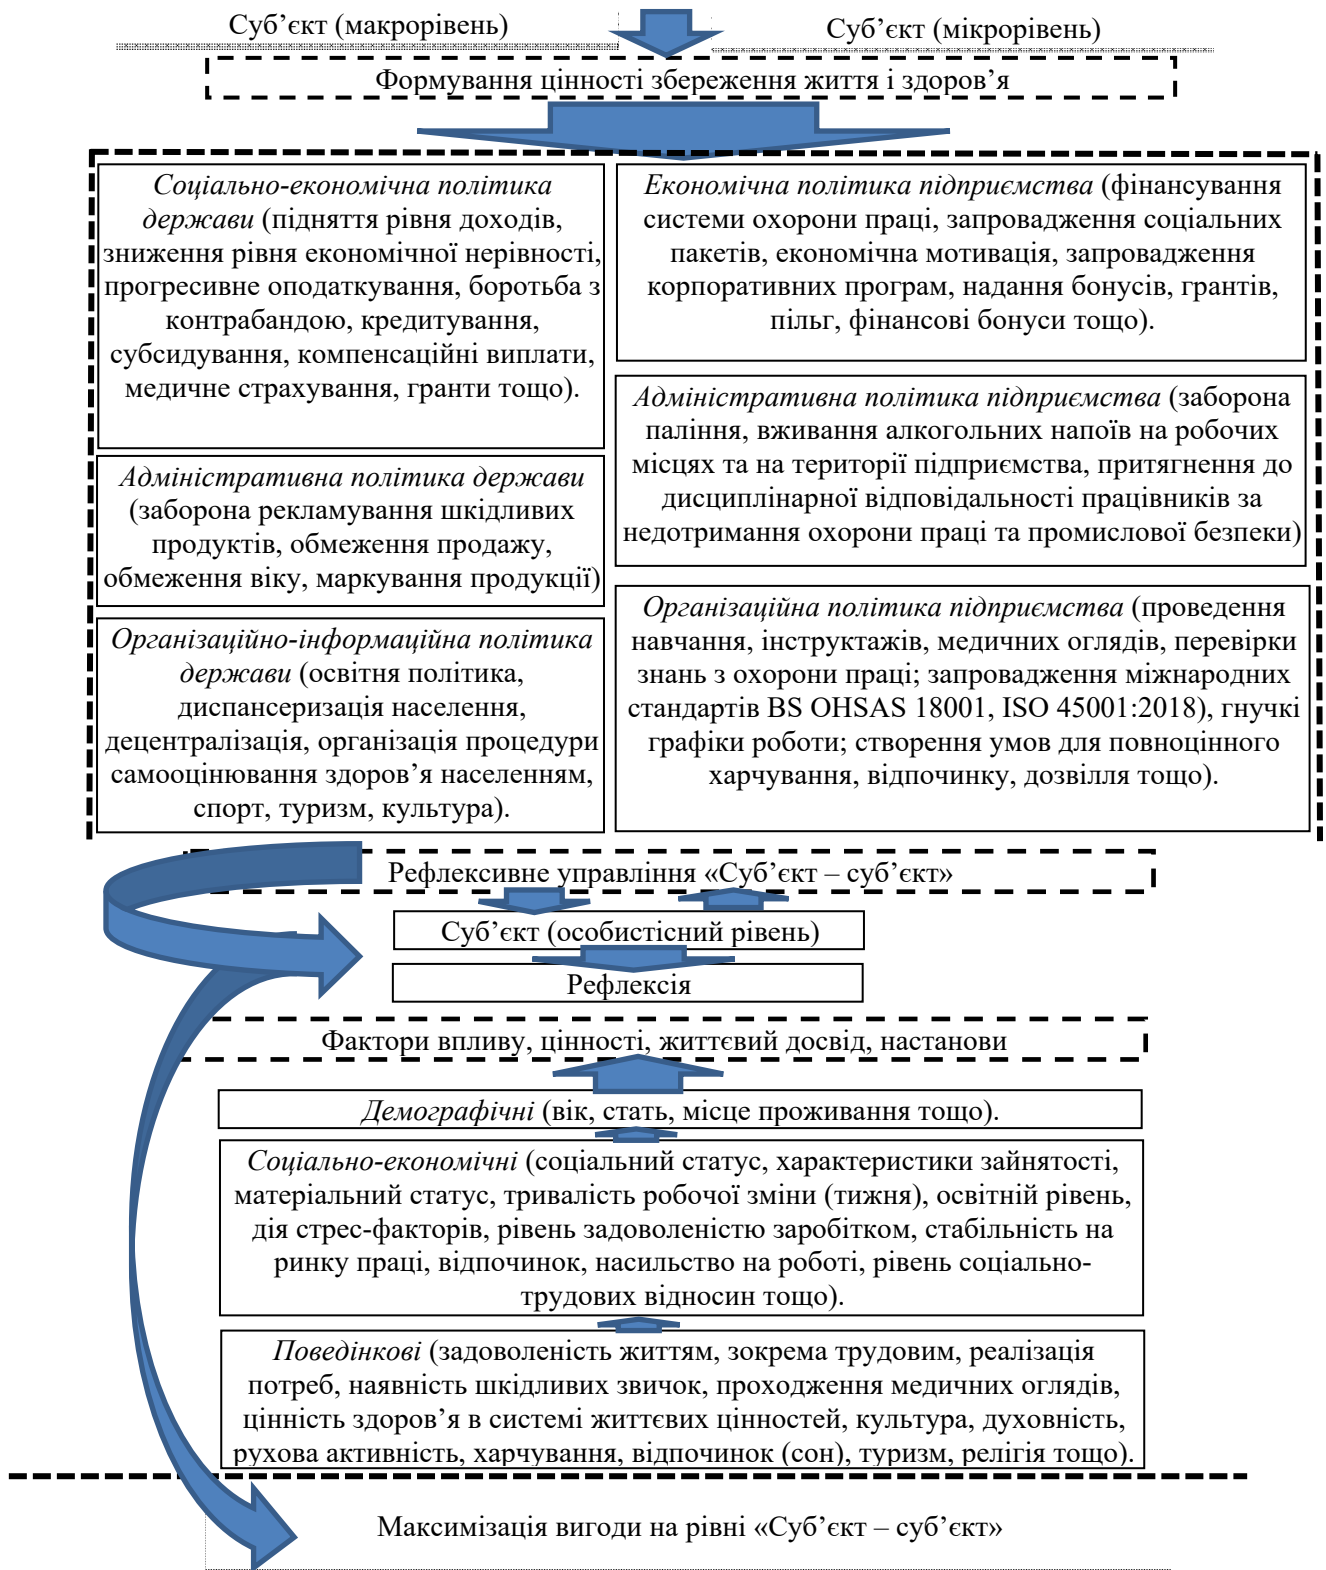 Суб’єкт (макрорівень)
Суб’єкт (мікрорівень)
Формування цінності збереження життя і здоров’я
Соціально-економічна політика
держави (підняття рівня доходів,
зниження рівня економічної нерівності,
прогресивне оподаткування, боротьба з
контрабандою, кредитування,
субсидування, компенсаційні виплати,
медичне страхування, гранти тощо).
Адміністративна політика держави
(заборона рекламування шкідливих
продуктів, обмеження продажу,
обмеження віку, маркування продукції)
Організаційно-інформаційна політика
держави (освітня політика,
диспансеризація населення,
децентралізація, організація процедури
самооцінювання здоров’я населенням,
спорт, туризм, культура).
Економічна політика підприємства (фінансування
системи охорони праці, запровадження соціальних
пакетів, економічна мотивація, запровадження
корпоративних програм, надання бонусів, грантів,
пільг, фінансові бонуси тощо).
Адміністративна політика підприємства (заборона
паління, вживання алкогольних напоїв на робочих
місцях та на території підприємства, притягнення до
дисциплінарної відповідальності працівників за
недотримання охорони праці та промислової безпеки)
Організаційна політика підприємства (проведення
навчання, інструктажів, медичних оглядів, перевірки
знань з охорони праці; запровадження міжнародних
стандартів BS OHSAS 18001, ISO 45001:2018), гнучкі
графіки роботи; створення умов для повноцінного
харчування, відпочинку, дозвілля тощо).
Рефлексивне управління «Суб’єкт – суб’єкт»
Суб’єкт (особистісний рівень)
Рефлексія
Фактори впливу, цінності, життєвий досвід, настанови
Демографічні (вік, стать, місце проживання тощо).
Соціально-економічні (соціальний статус, характеристики зайнятості,
матеріальний статус, тривалість робочої зміни (тижня), освітній рівень,
дія стрес-факторів, рівень задоволеністю заробітком, стабільність на
ринку праці, відпочинок, насильство на роботі, рівень соціально-
трудових відносин тощо).
Поведінкові (задоволеність життям, зокрема трудовим, реалізація
потреб, наявність шкідливих звичок, проходження медичних оглядів,
цінність здоров’я в системі життєвих цінностей, культура, духовність,
рухова активність, харчування, відпочинок (сон), туризм, релігія тощо).
Максимізація вигоди на рівні «Суб’єкт – суб’єкт»